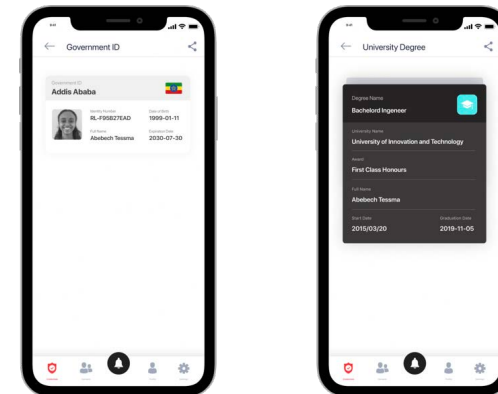 Government ID
Government ID
Addis Ababa
Identity Number
RL-F95B27EAD
Date of Birth
1999-01-11
Full Name
Abebech Tessma
Expiration Date
2030-07-30
University Degree
Degree Name
Bachelord Ingeneer
University Name
University of Innovation and Technology
Award
First Class Honours
Full Name
Abebech Tessma
Start Date
2015/03/20
Graduation Date
2019-11-05